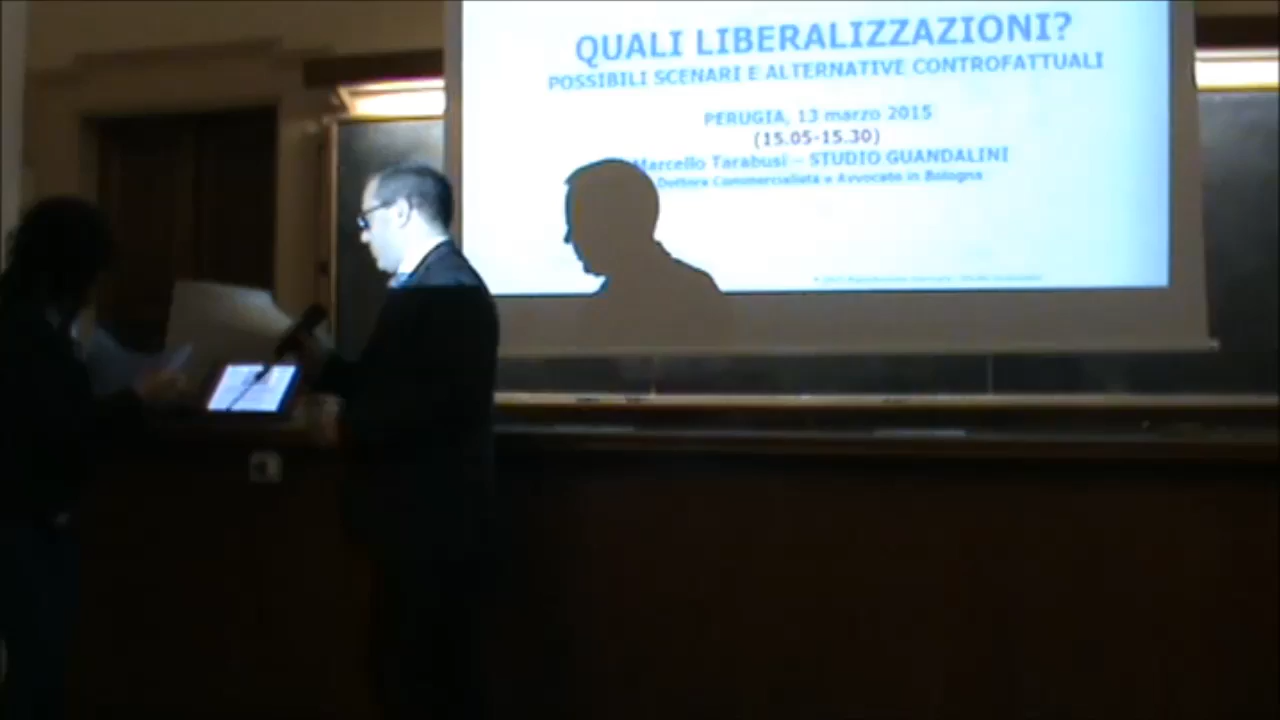 QUALI LIBERALIZZAZIONI?
POSSIBILI SCENARI E ALTERNATIVE CONTROFATTUALI
PERUGIA, 13 marzo 2015
(15.05-15.30)
Marcello Tarabusi – STUDIO GUANDALINI
Dottore Commercialista e Avvocato in Bologna